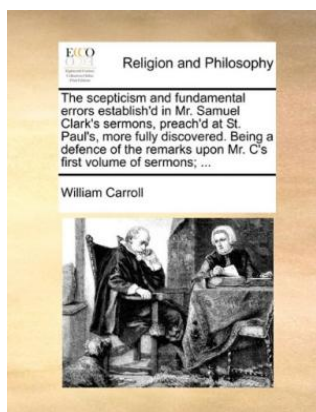 ECCO
Religion and Philosophy
The scepticism and fundamental
errors establish'd in Mr. Samuel
Clark's sermons, preach'd at St.
Paul's, more fully discovered. Being a
defence of the remarks upon Mr. C's
first volume of sermons; ...
William Carroll